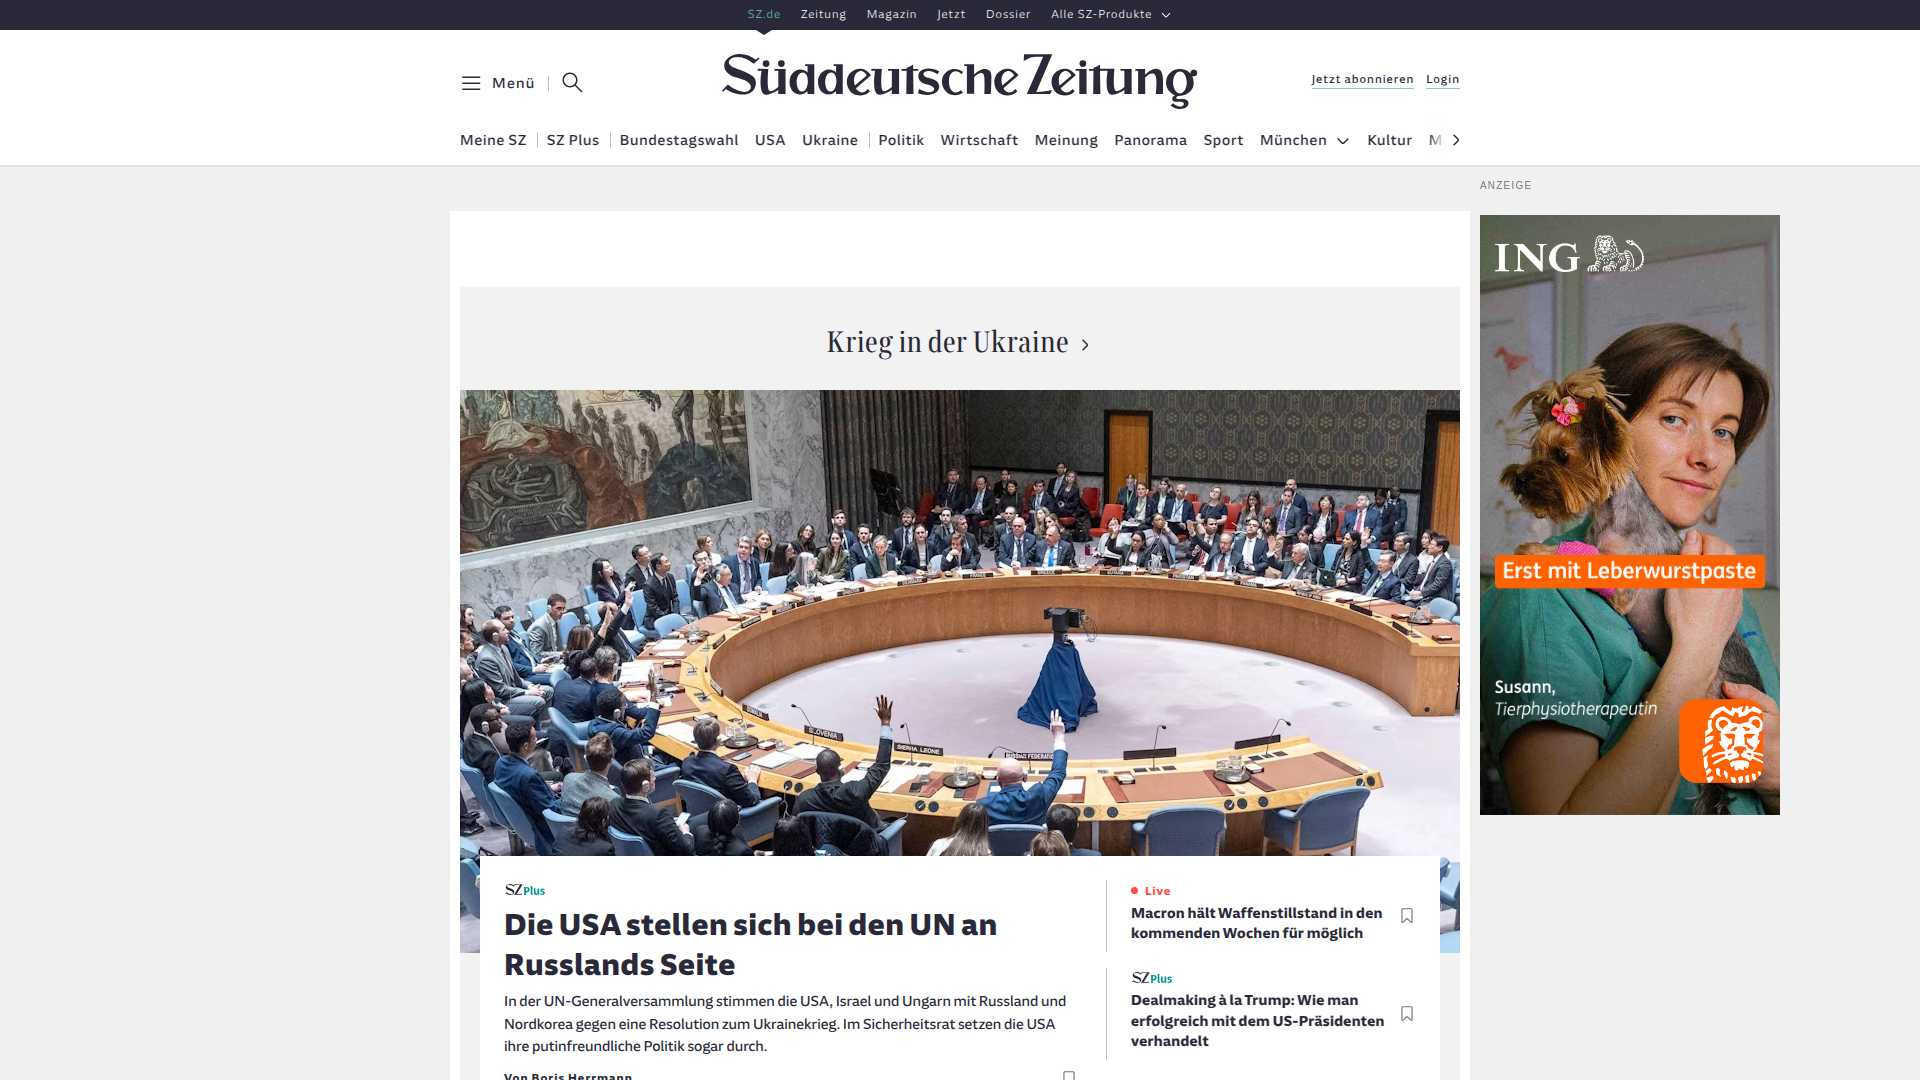 SZ.de Zeitung Magazin Jetzt Dossier Alle SZ-Produkte
Menü
Süddeutsche Zeitung
Jetzt abonnieren Login
Meine SZ SZ Plus Bundestagswahl USA Ukraine Politik Wirtschaft Meinung Panorama Sport München Kultur M
ANZEIGE
ING
Krieg in der Ukraine
Erst mit Leberwurstpaste
Susann,
Tierphysiotherapeutin
SLOVENIA
SIERRA LEONE
SZ Plus
Die USA stellen sich bei den UN an
Russlands Seite
In der UN-Generalversammlung stimmen die USA, Israel und Ungarn mit Russland und
Nordkorea gegen eine Resolution zum Ukrainekrieg. Im Sicherheitsrat setzen die USA
ihre putinfreundliche Politik sogar durch.
Von Boris Herrmann
Live
Macron hält Waffenstillstand in den
kommenden Wochen für möglich
SZ Plus
Dealmaking à la Trump: Wie man
erfolgreich mit dem US-Präsidenten
verhandelt